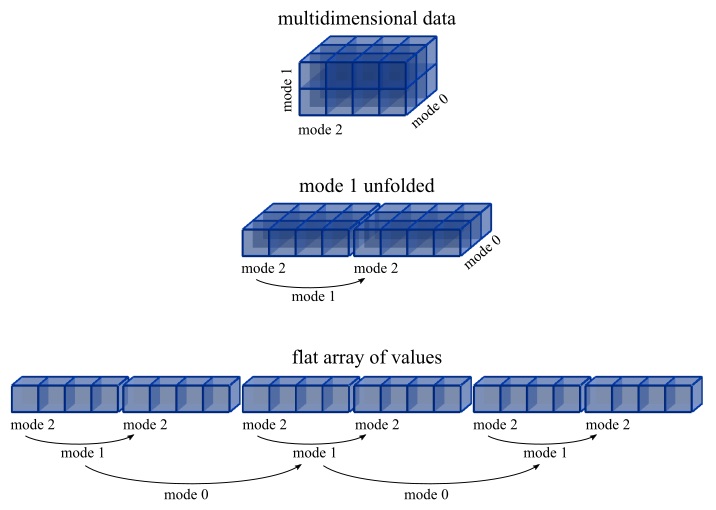 multidimensional data
mode 1
mode 0
mode 2
mode 1 unfolded
mode 0
mode 2 mode 2
mode 1
flat array of values
mode 2 mode 2 mode 2 mode 2 mode 2 mode 2
mode 1 mode 1 mode 1
mode 0 mode 0